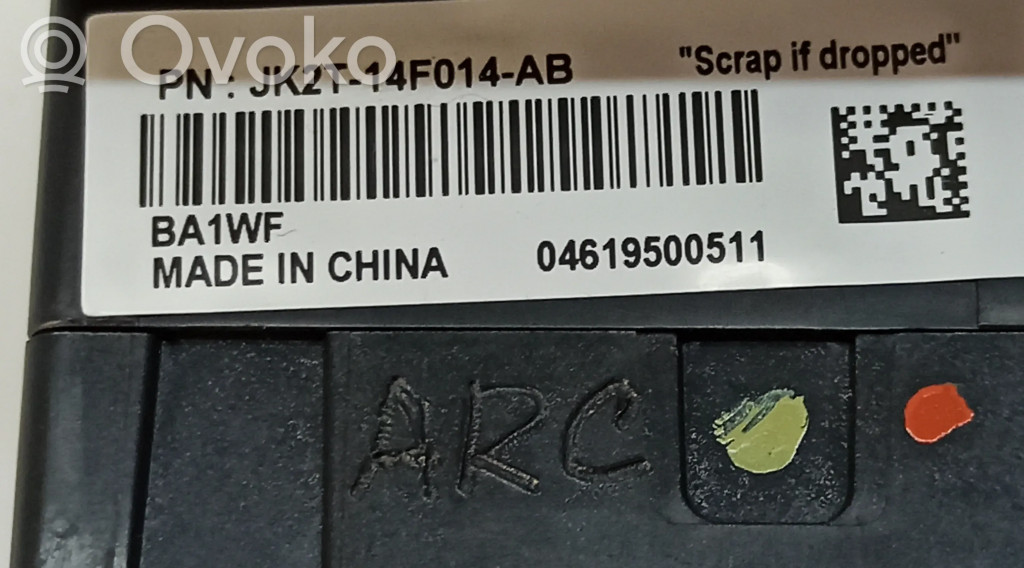 Ovoko
PN : JK2T-14F014-AB "Scrap if dropped"
BA1WF
MADE IN CHINA 04619500511
ARC